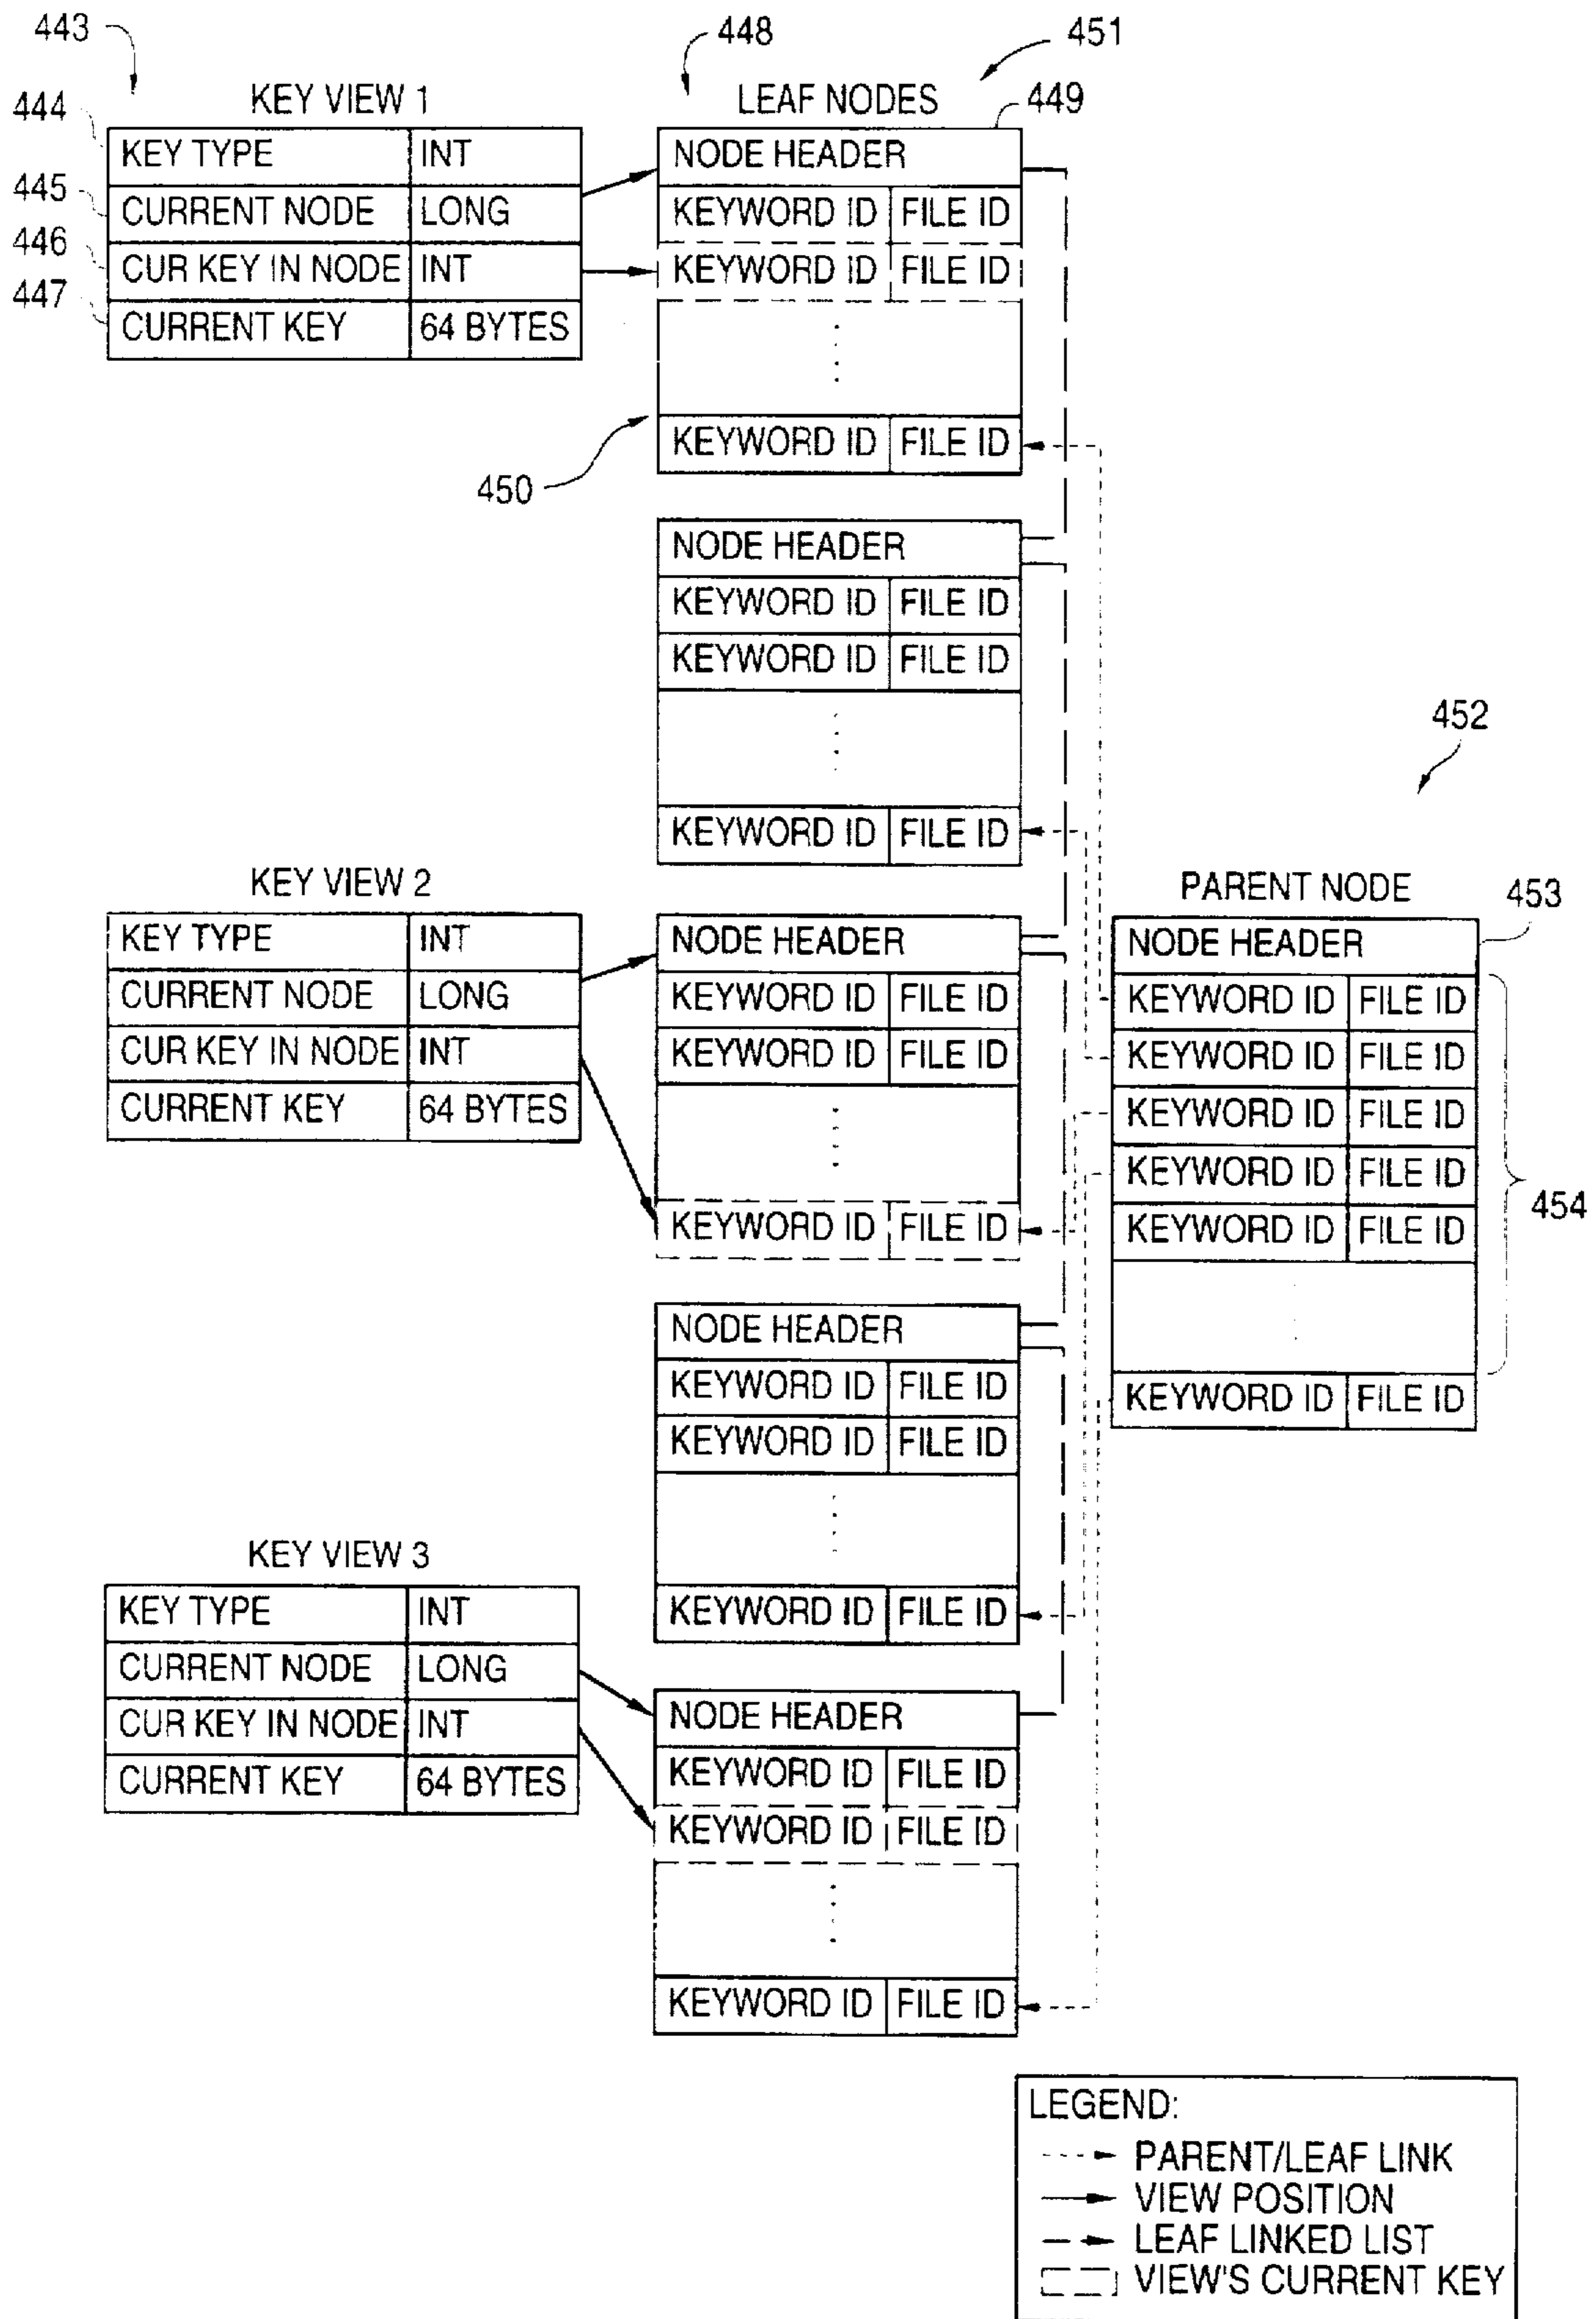 443
448
451
KEY VIEW 1
LEAF NODES
449
444
KEY TYPE INT
NODE HEADER
445
CURRENT NODE LONG
KEYWORD ID FILE ID
446
CUR KEY IN NODE INT
KEYWORD ID FILE ID
447
CURRENT KEY 64 BYTES
KEYWORD ID FILE ID
450
NODE HEADER
KEYWORD ID FILE ID
KEYWORD ID FILE ID
KEYWORD ID FILE ID
452
KEY VIEW 2
KEY TYPE INT
CURRENT NODE LONG
CUR KEY IN NODE INT
CURRENT KEY 64 BYTES
NODE HEADER
KEYWORD ID FILE ID
KEYWORD ID FILE ID
KEYWORD ID FILE ID
PARENT NODE
453
NODE HEADER
KEYWORD ID FILE ID
KEYWORD ID FILE ID
KEYWORD ID FILE ID
KEYWORD ID FILE ID
KEYWORD ID FILE ID
454
KEYWORD ID FILE ID
NODE HEADER
KEYWORD ID FILE ID
KEYWORD ID FILE ID
KEYWORD ID FILE ID
KEY VIEW 3
KEY TYPE INT
CURRENT NODE LONG
CUR KEY IN NODE INT
CURRENT KEY 64 BYTES
NODE HEADER
KEYWORD ID FILE ID
KEYWORD ID FILE ID
KEYWORD ID FILE ID
LEGEND:
PARENT/LEAF LINK
VIEW POSITION
LEAF LINKED LIST
VIEW'S CURRENT KEY